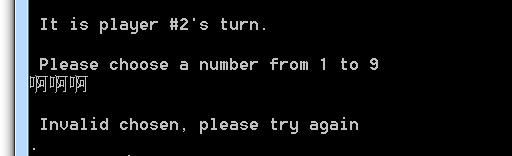 It is player #2's turn.
Please choose a number from 1 to 9
啊啊啊
Invalid chosen, please try again
.